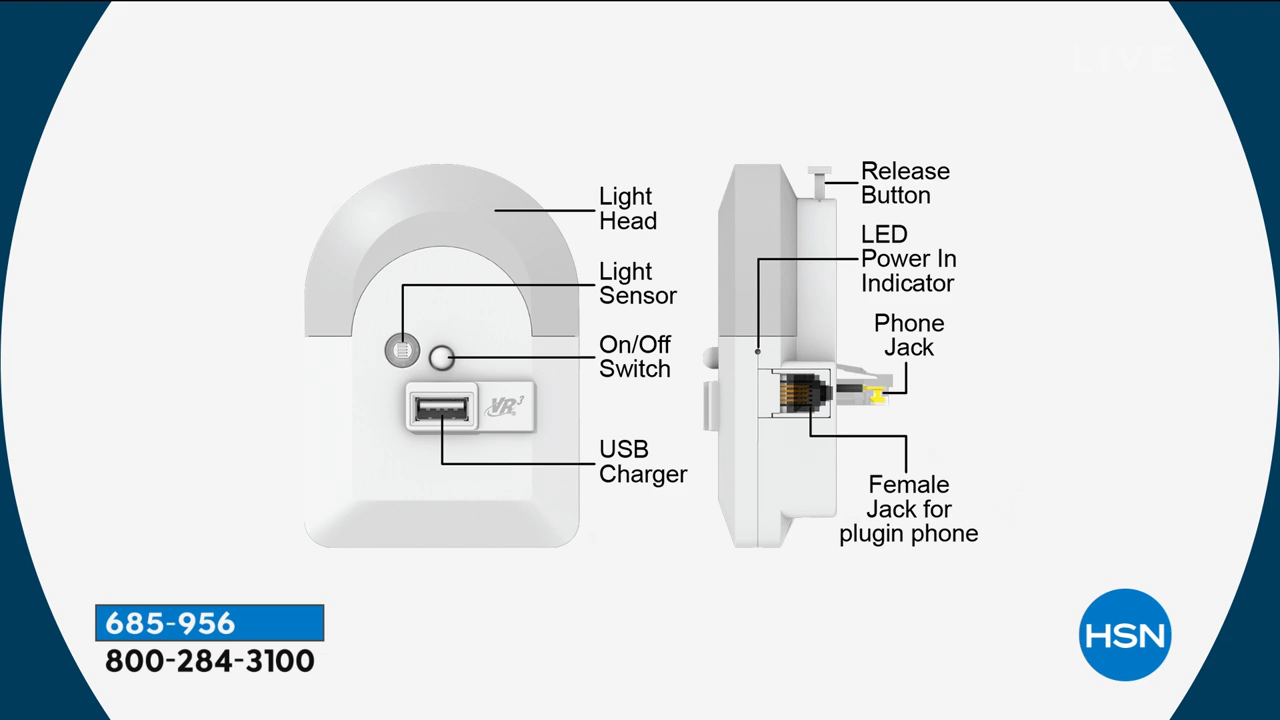 LIVE
Light
Head
Light
Sensor
On/Off
Switch
USB
Charger
VR3
Release
Button
LED
Power In
Indicator
Phone
Jack
Female
Jack for
plugin phone
685-956
800-284-3100
HSN